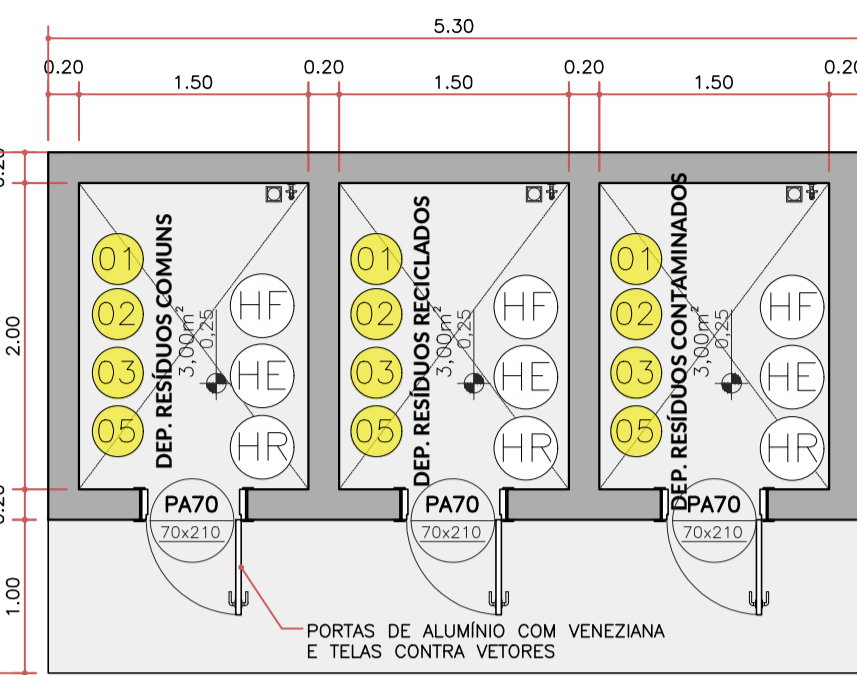 5.30
0.20 1.50 0.20 1.50 0.20 1.50 0.20
0.20
2.00
0.20
1.00
DEP. RESÍDUOS COMUNS
3,00m²
0,25
01
02
03
05
HF
HE
HR
PA70
70x210
DEP. RESÍDUOS RECICLADOS
3,00m²
0,25
01
02
03
05
HF
HE
HR
PA70
70x210
DEP. RESÍDUOS CONTAMINADOS
3,00m²
0,25
01
02
03
05
HF
HE
HR
PA70
70x210
PORTAS DE ALUMÍNIO COM VENEZIANA
E TELAS CONTRA VETORES